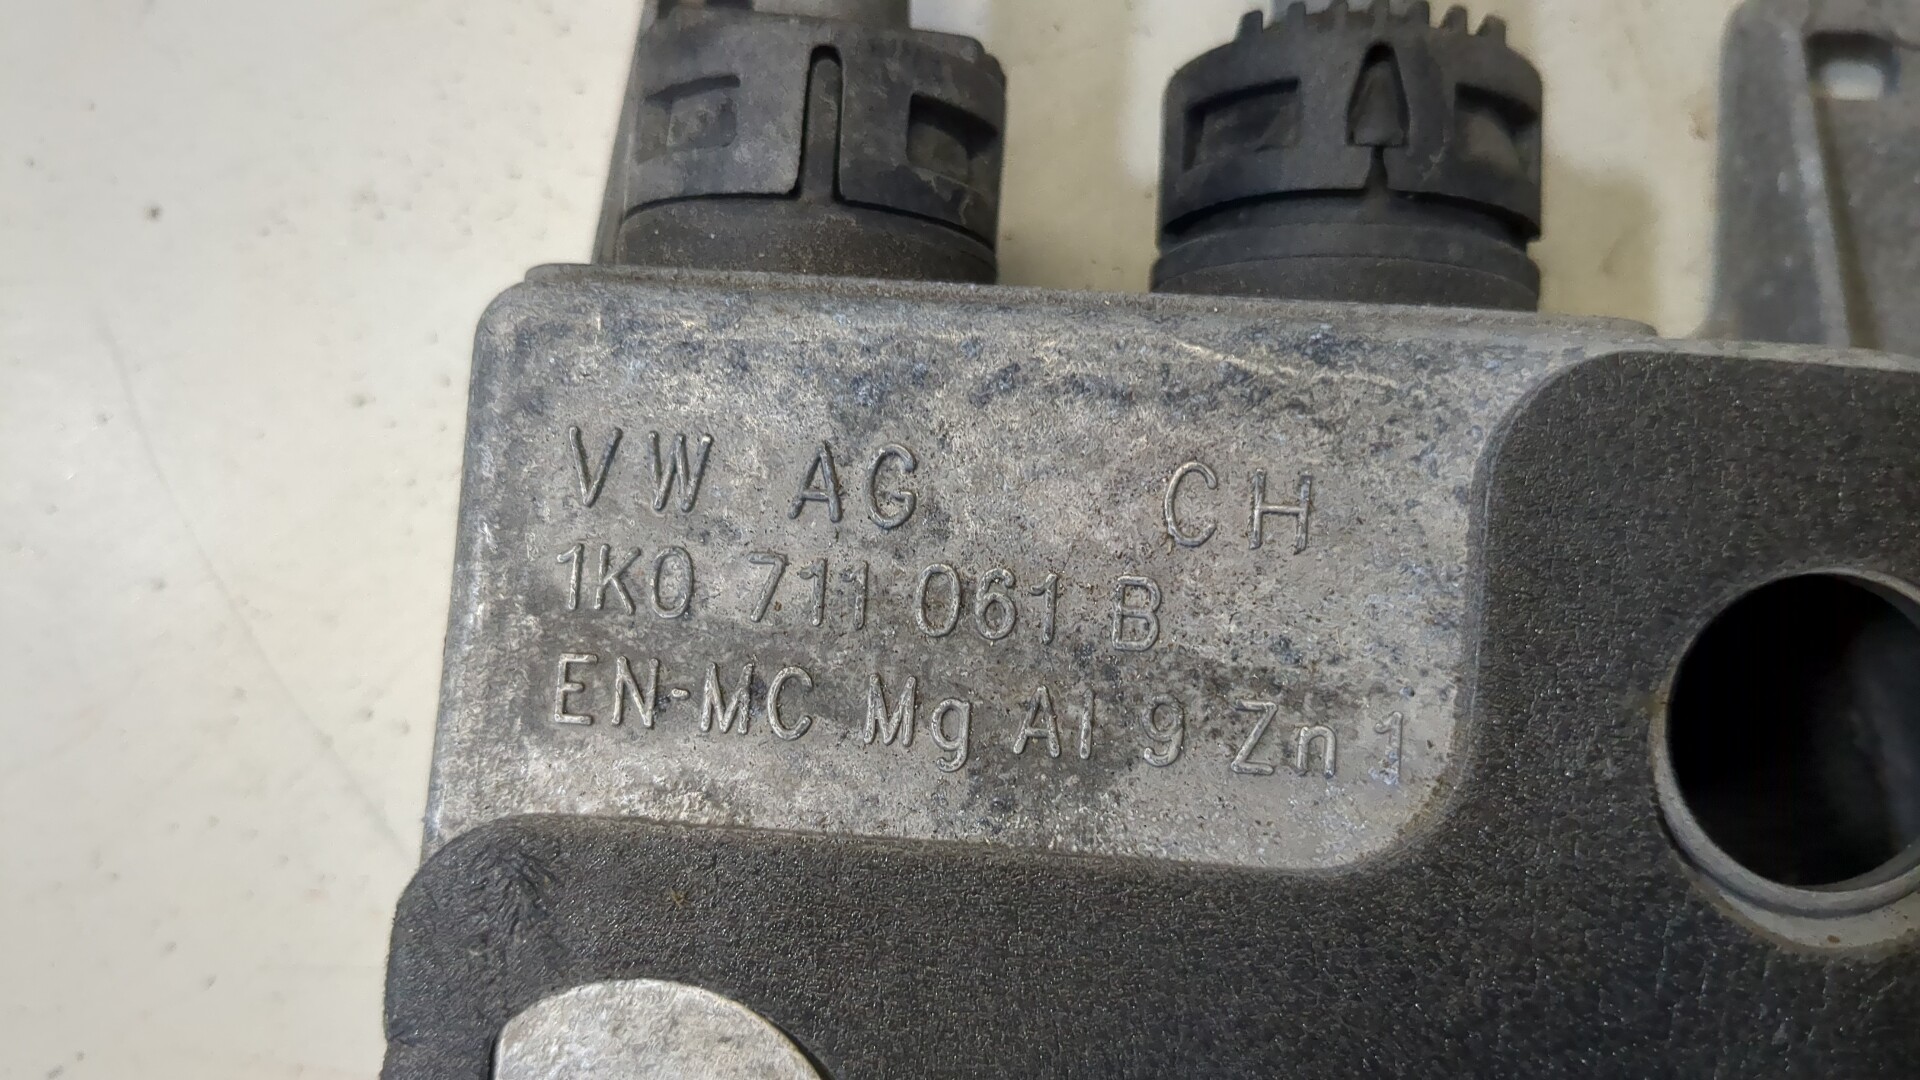 VW AG CH
1K0 711 061 B
EN-MC Mg Al 9 Zn 1